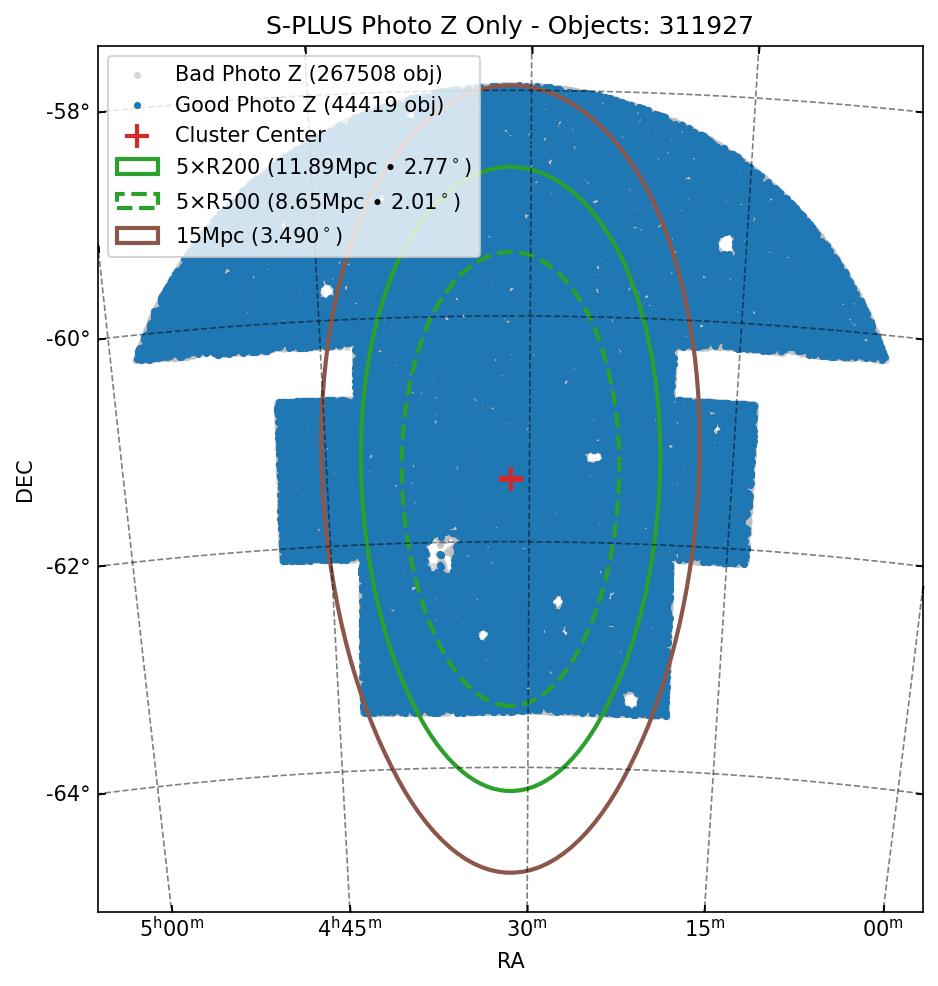 S-PLUS Photo Z Only - Objects: 311927
Bad Photo Z (267508 obj)
Good Photo Z (44419 obj)
Cluster Center
5×R200 (11.89Mpc • 2.77°)
5×R500 (8.65Mpc • 2.01°)
15Mpc (3.490°)
-58°
-60°
-62°
-64°
DEC
5ʰ00ᵐ 4ʰ45ᵐ 30ᵐ 15ᵐ 00ᵐ
RA